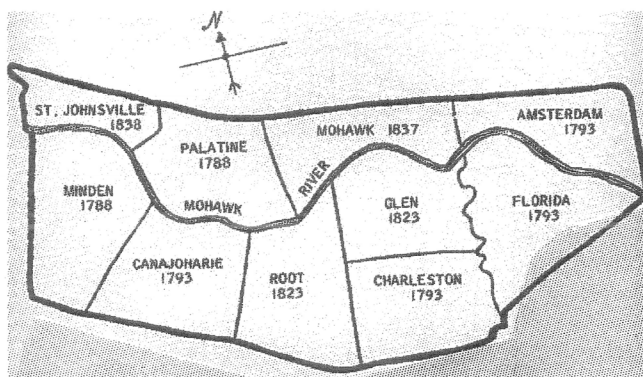 N
ST. JOHNSVILLE
1838
PALATINE
1788
MOHAWK 1837
AMSTERDAM
1793
MINDEN
1788
MOHAWK
RIVER
GLEN
1823
FLORIDA
1793
CANAJOHARIE
1793
ROOT
1823
CHARLESTON
1793